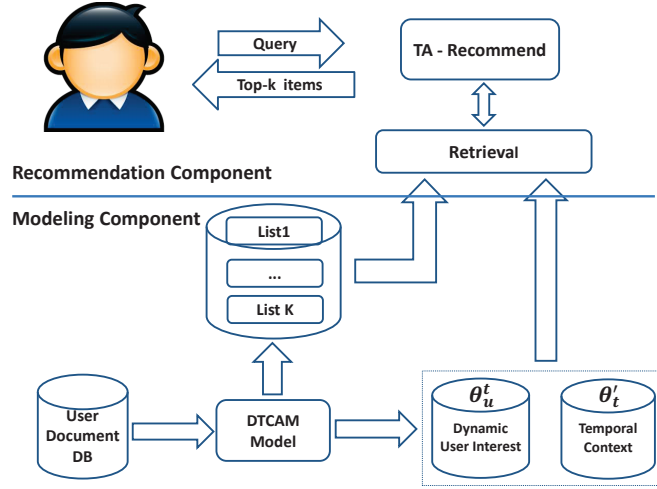 Query
TA - Recommend
Top-k items
Retrieval
Recommendation Component
Modeling Component
List1
...
List K
User
Document
DB
DTCAM
Model
θ_u^t
Dynamic
User Interest
θ_t^′
Temporal
Context